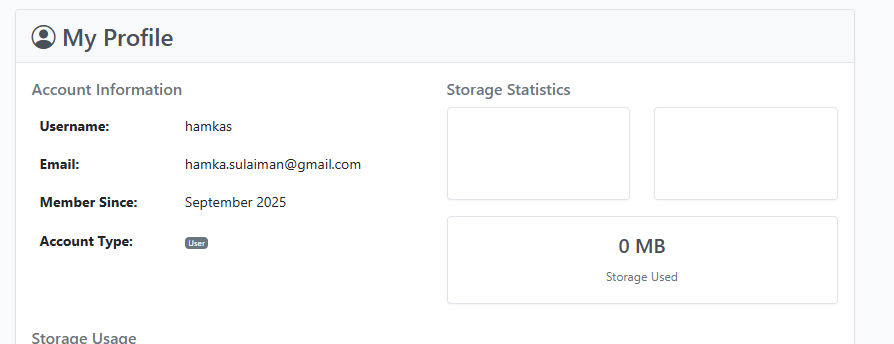 My Profile
Account Information
Username: hamkas
Email: hamka.sulaiman@gmail.com
Member Since: September 2025
Account Type: User
Storage Statistics
0 MB
Storage Used
Storage Usage